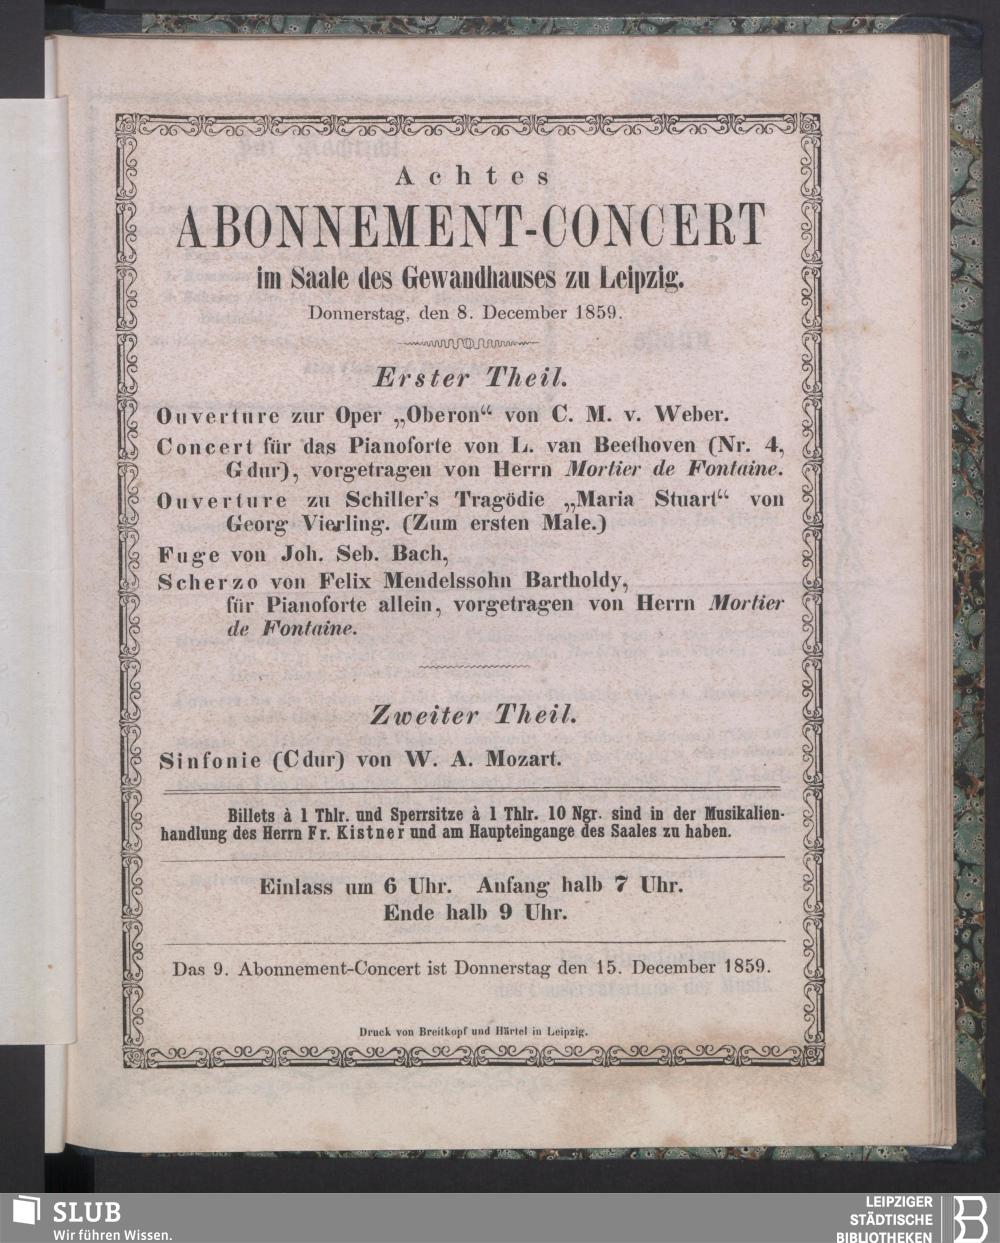 Achtes
ABONNEMENT-CONCERT
im Saale des Gewandhauses zu Leipzig.
Donnerstag, den 8. December 1859.
Erster Theil.
Ouverture zur Oper „Oberon“ von C. M. v. Weber.
Concert für das Pianoforte von L. van Beethoven (Nr. 4,
Gdur), vorgetragen von Herrn Mortier de Fontaine.
Ouverture zu Schiller's Tragödie „Maria Stuart“ von
Georg Vierling. (Zum ersten Male.)
Fuge von Joh. Seb. Bach,
Scherzo von Felix Mendelssohn Bartholdy,
für Pianoforte allein, vorgetragen von Herrn Mortier
de Fontaine.
Zweiter Theil.
Sinfonie (Cdur) von W. A. Mozart.
Billets à 1 Thlr. und Sperrsitze à 1 Thlr. 10 Ngr. sind in der Musikalien-
handlung des Herrn Fr. Kistner und am Haupteingange des Saales zu haben.
Einlass um 6 Uhr. Anfang halb 7 Uhr.
Ende halb 9 Uhr.
Das 9. Abonnement-Concert ist Donnerstag den 15. December 1859.
Druck von Breitkopf und Härtel in Leipzig.
SLUB
Wir führen Wissen.
LEIPZIGER
STÄDTISCHE
BIBLIOTHEKEN